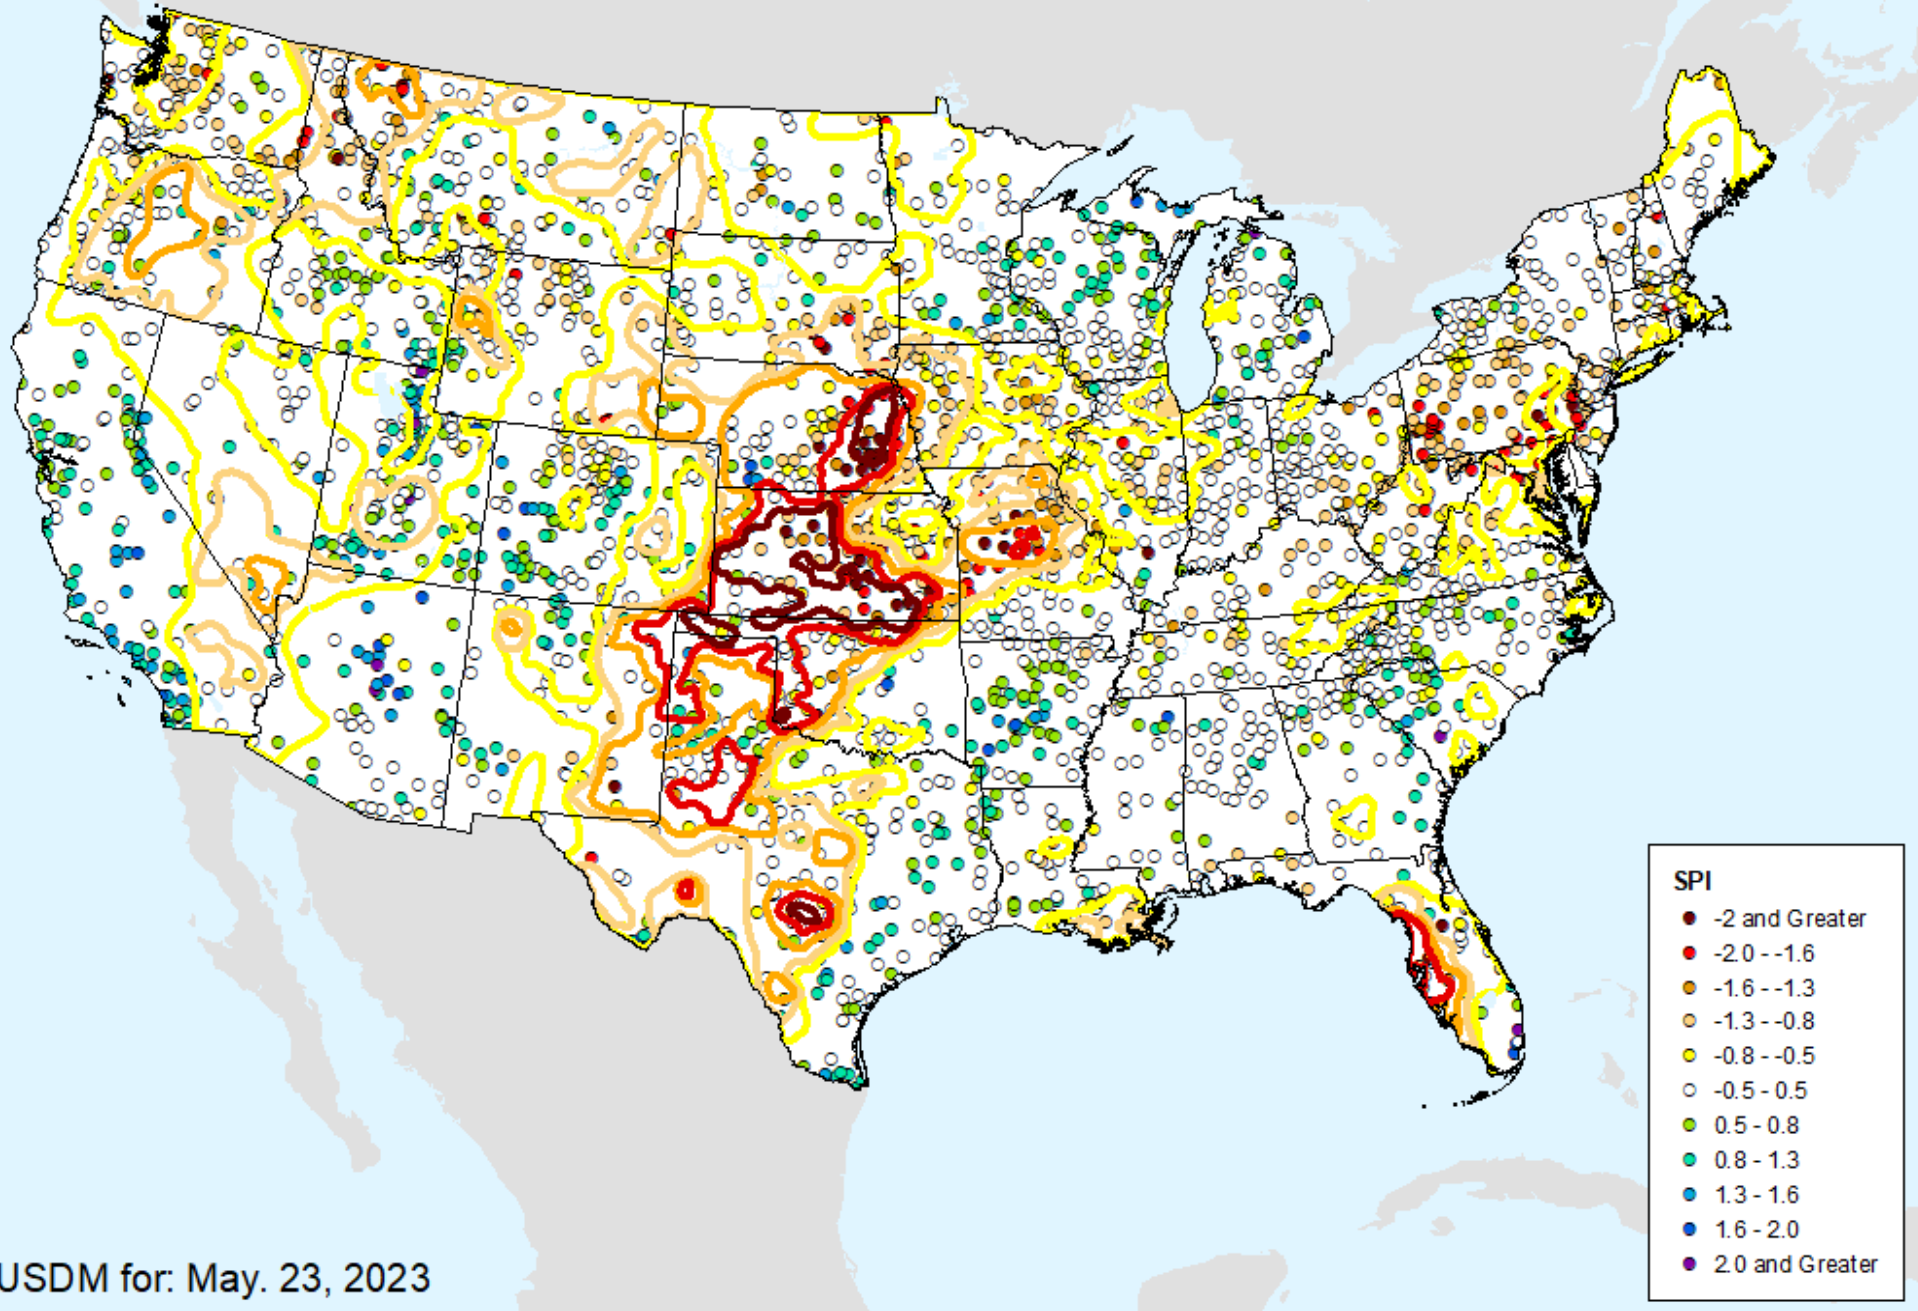 SPI
-2 and Greater
-2.0 - -1.6
-1.6 - -1.3
-1.3 - -0.8
-0.8 - -0.5
-0.5 - 0.5
0.5 - 0.8
0.8 - 1.3
1.3 - 1.6
1.6 - 2.0
2.0 and Greater
USDM for: May. 23, 2023